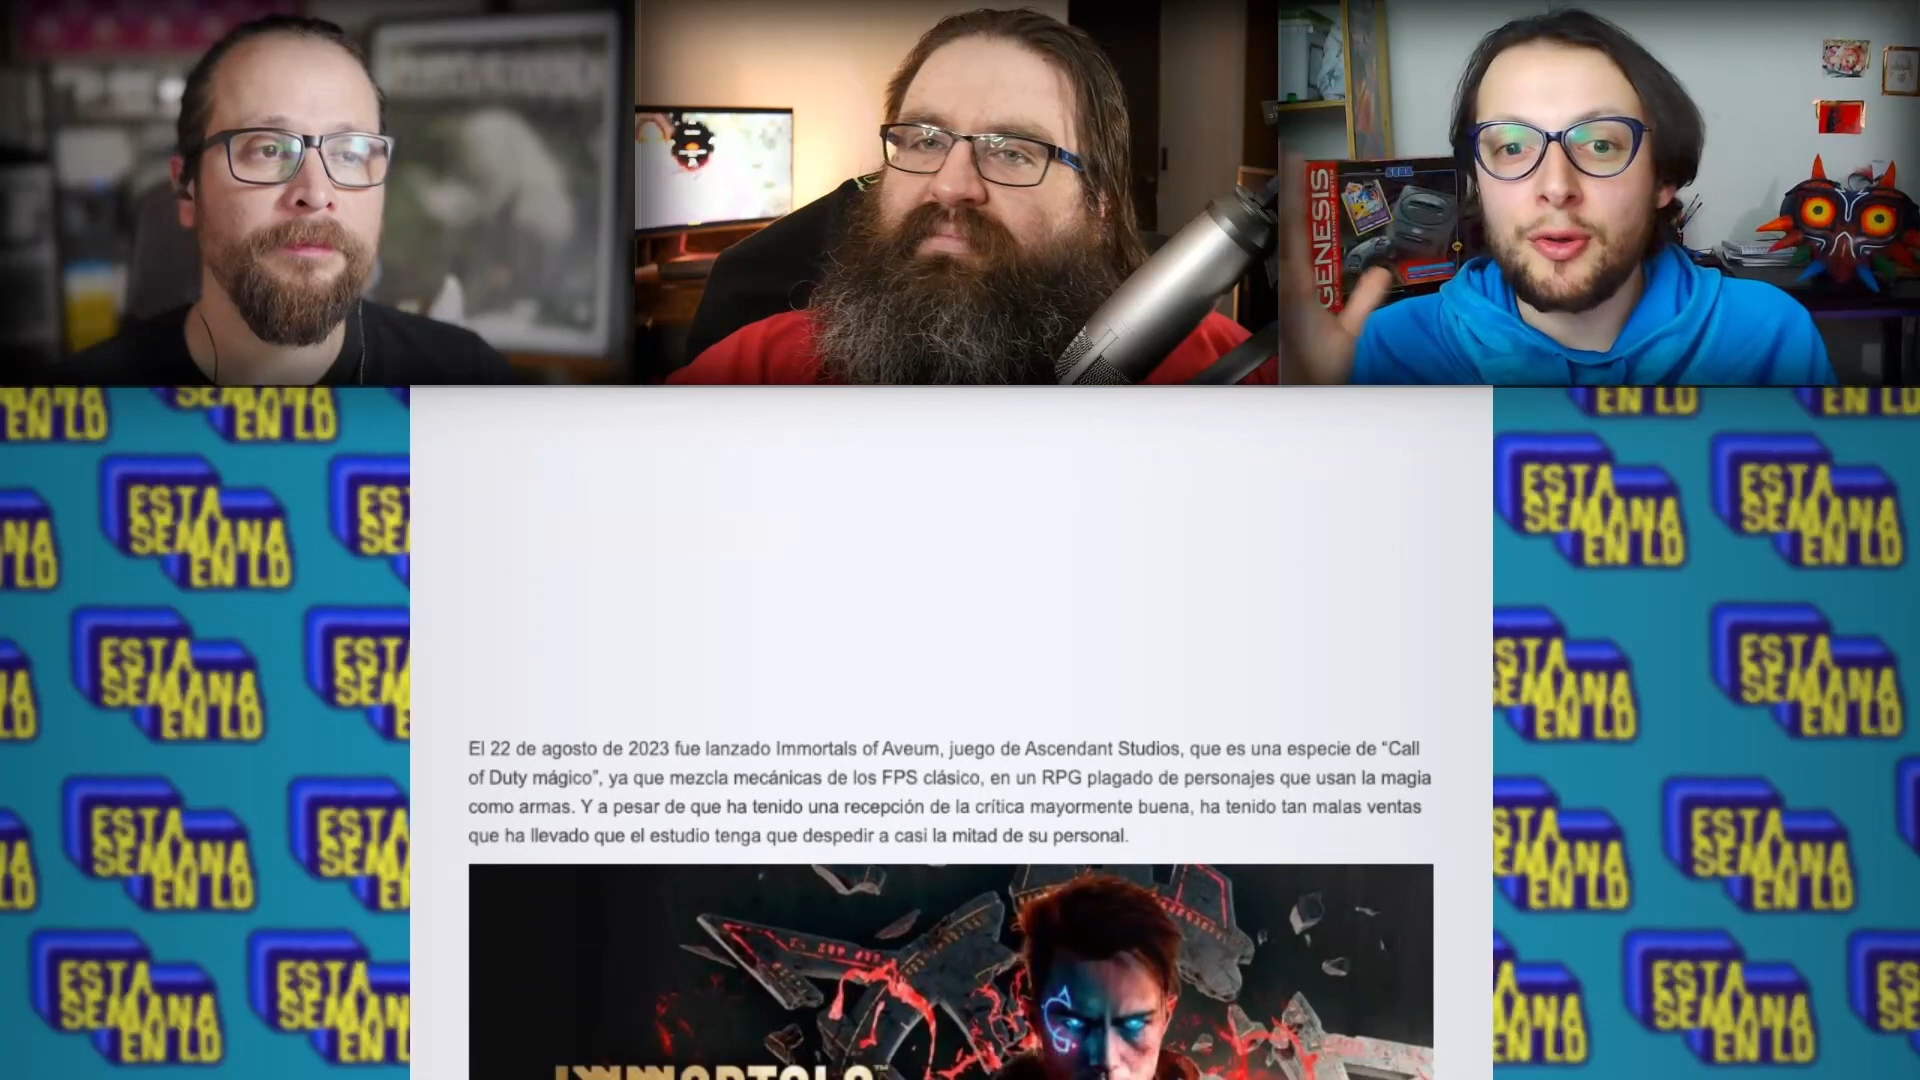 SEGA
GENESIS
ESTA
SEMANA
EN LD
El 22 de agosto de 2023 fue lanzado Immortals of Aveum, juego de Ascendant Studios, que es una especie de “Call
of Duty mágico”, ya que mezcla mecánicas de los FPS clásico, en un RPG plagado de personajes que usan la magia
como armas. Y a pesar de que ha tenido una recepción de la crítica mayormente buena, ha tenido tan malas ventas
que ha llevado que el estudio tenga que despedir a casi la mitad de su personal.
IMMORTALS™